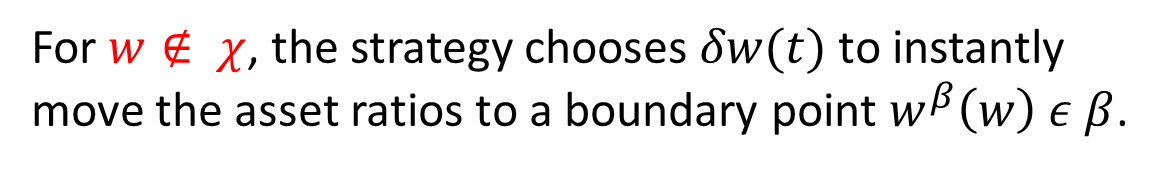 For w ∉ χ, the strategy chooses δw(t) to instantly
move the asset ratios to a boundary point w^β(w) ϵ β.